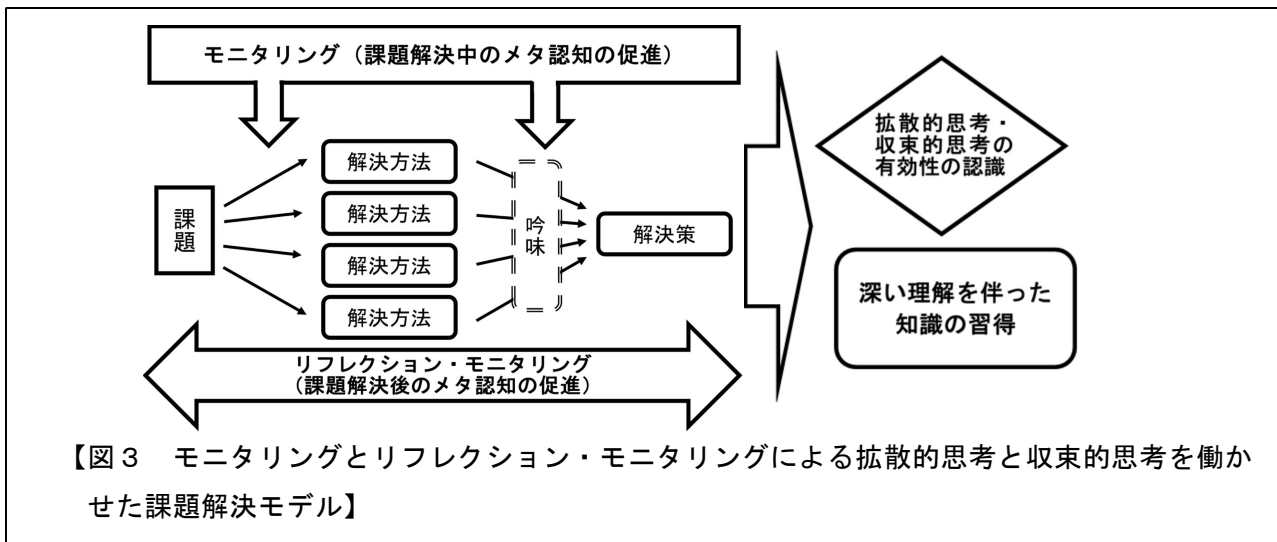 モニタリング（課題解決中のメタ認知の促進）
課題
解決方法
解決方法
解決方法
解決方法
吟味
解決策
リフレクション・モニタリング
（課題解決後のメタ認知の促進）
拡散的思考・
収束的思考の
有効性の認識
深い理解を伴った
知識の習得
【図３　モニタリングとリフレクション・モニタリングによる拡散的思考と収束的思考を働か
せた課題解決モデル】